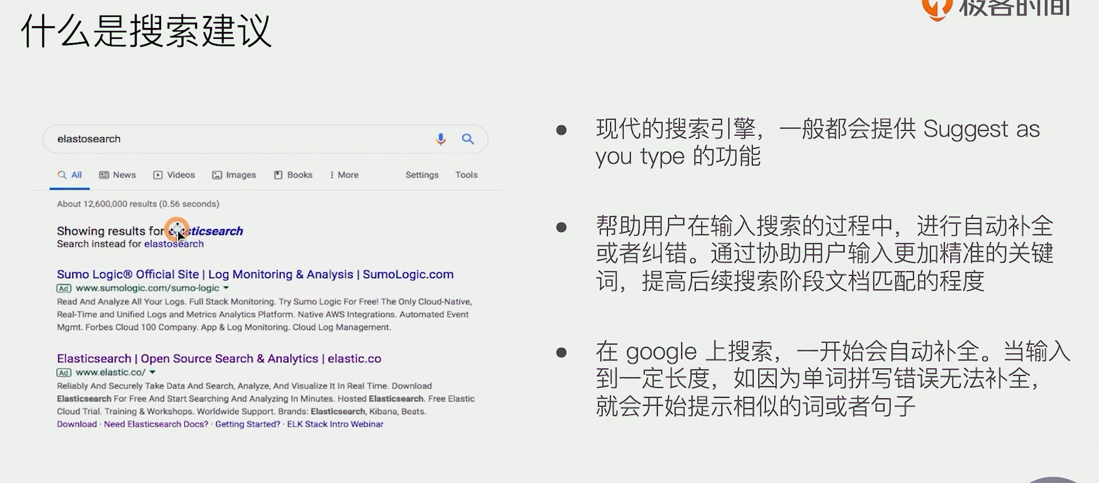 什么是搜索建议
极客时间
elastosearch
All News Videos Images Books More Settings Tools
About 12,600,000 results (0.56 seconds)
Showing results for elasticsearch
Search instead for elastosearch
Sumo Logic® Official Site | Log Monitoring & Analysis | SumoLogic.com
Ad www.sumologic.com/sumo-logic
Read And Analyze All Your Logs. Full Stack Monitoring. Try Sumo Logic For Free! The Only Cloud-Native,
Real-Time and Unified Logs and Metrics Analytics Platform. Native AWS Integrations. Automated Event
Mgmt. Forbes Cloud 100 Company. App & Log Monitoring. Cloud Log Management.
Elasticsearch | Open Source Search & Analytics | elastic.co
Ad www.elastic.co/
Reliably And Securely Take Data And Search, Analyze, And Visualize It In Real Time. Download
Elasticsearch For Free And Start Searching And Analyzing In Minutes. Hosted Elasticsearch. Free Elastic
Cloud Trial. Training & Workshops. Worldwide Support. Brands: Elasticsearch, Kibana, Beats.
Download · Need Elasticsearch Docs? · Getting Started? · ELK Stack Intro Webinar
● 现代的搜索引擎，一般都会提供 Suggest as
you type 的功能
● 帮助用户在输入搜索的过程中，进行自动补全
或者纠错。通过协助用户输入更加精准的关键
词，提高后续搜索阶段文档匹配的程度
● 在 google 上搜索，一开始会自动补全。当输入
到一定长度，如因为单词拼写错误无法补全，
就会开始提示相似的词或者句子